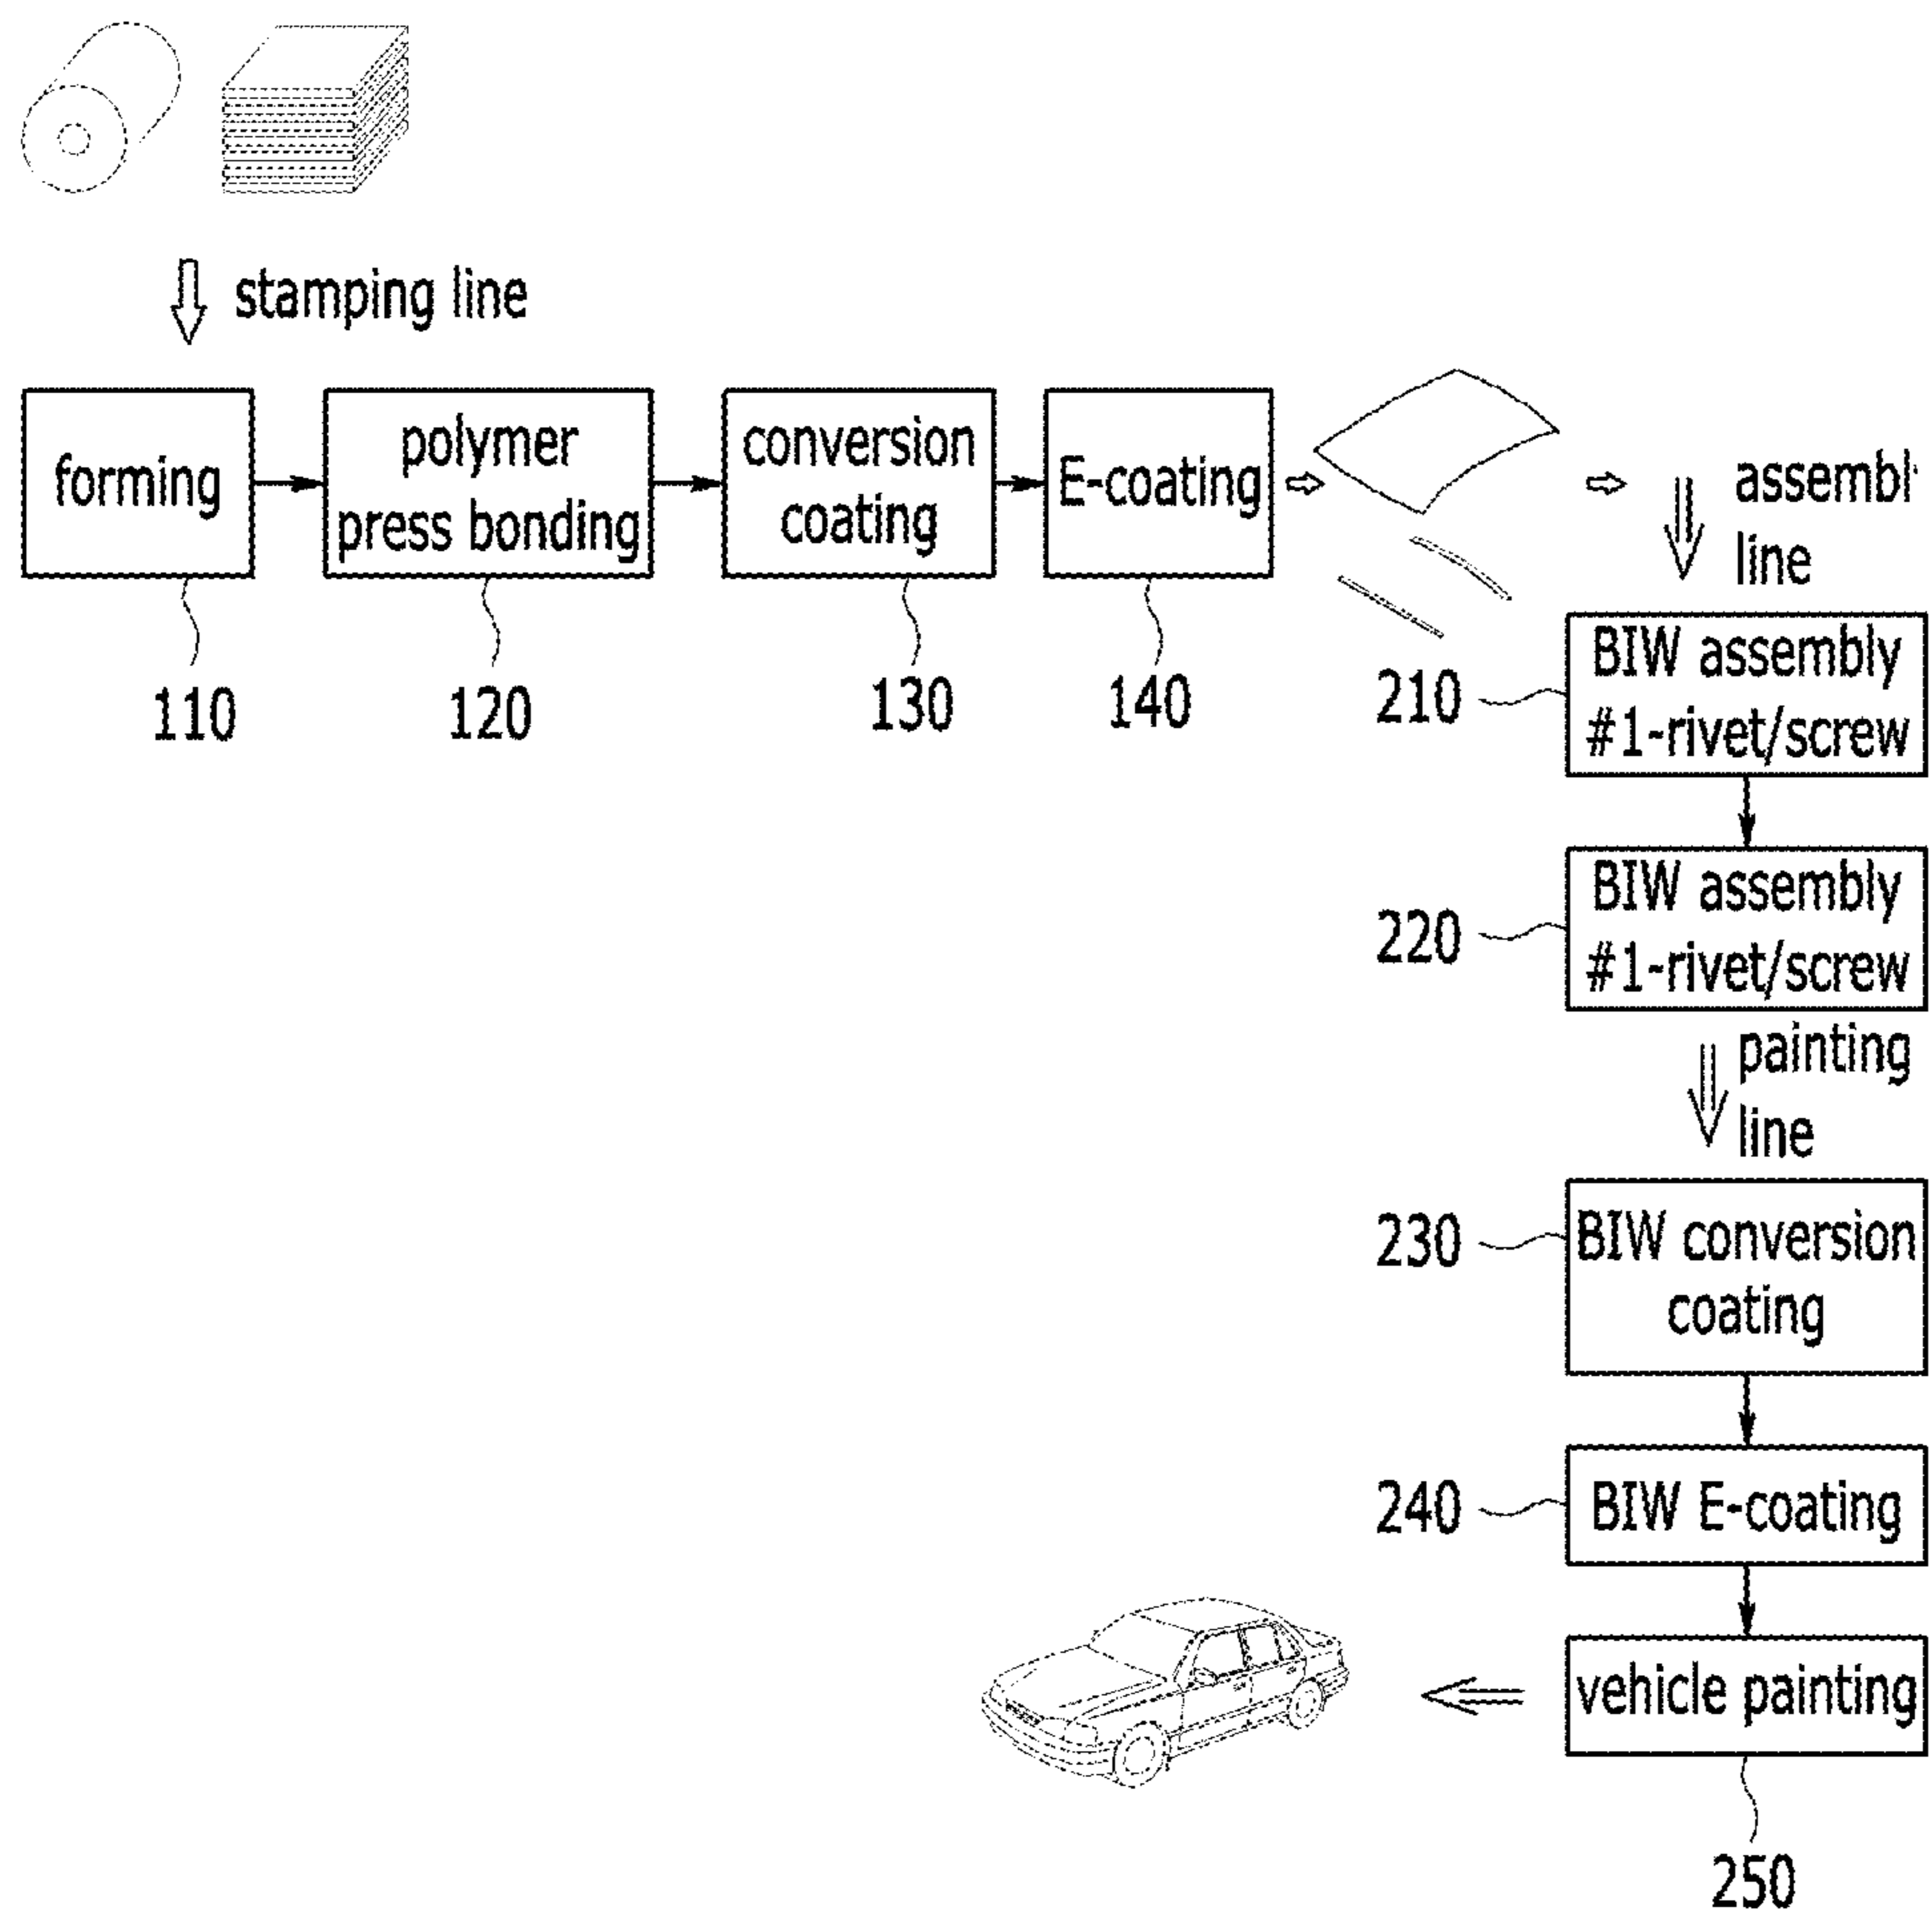 stamping line
forming
polymer
press bonding
conversion
coating
E-coating
assembl
line
110
120
130
140
210
BIW assembly
#1-rivet/screw
220
BIW assembly
#1-rivet/screw
painting
line
230
BIW conversion
coating
240
BIW E-coating
vehicle painting
250